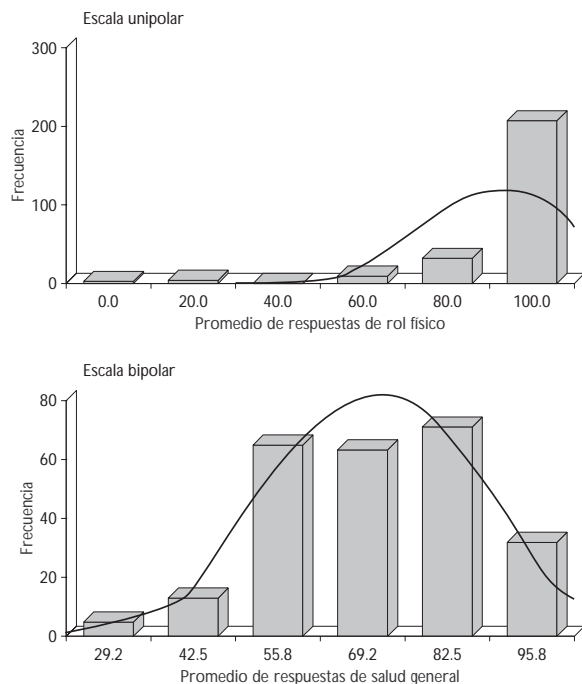 Escala unipolar
300
200
100
0
Frecuencia
0.0 20.0 40.0 60.0 80.0 100.0
Promedio de respuestas de rol físico
Escala bipolar
80
60
40
20
0
Frecuencia
29.2 42.5 55.8 69.2 82.5 95.8
Promedio de respuestas de salud general